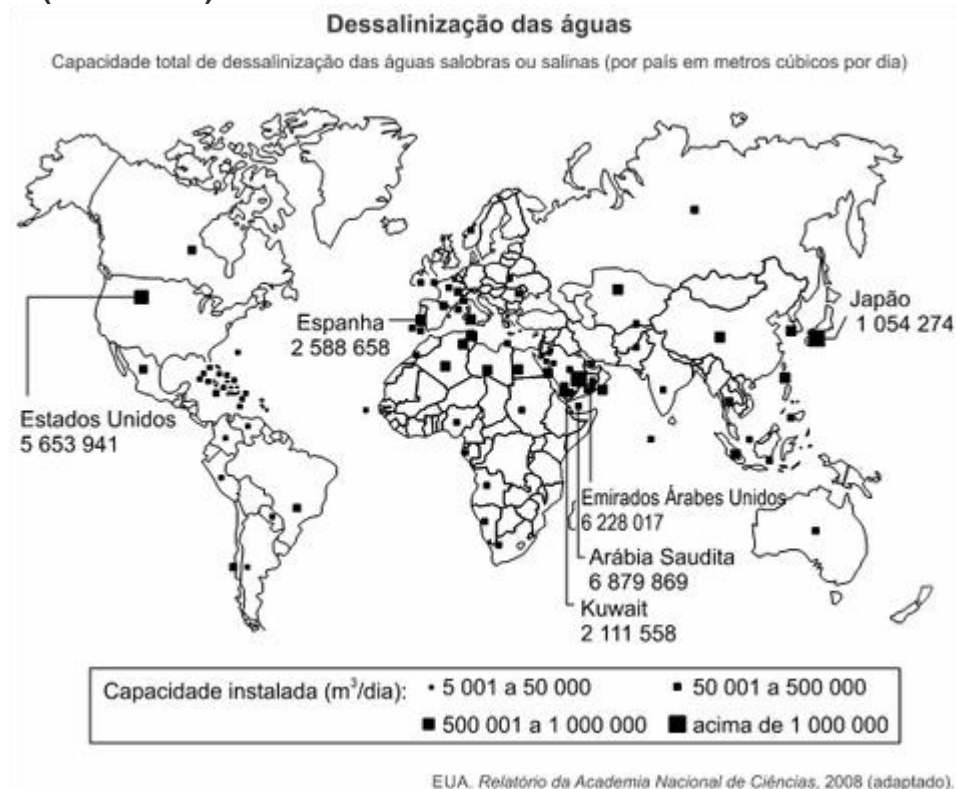 Dessalinização das águas
Capacidade total de dessalinização das águas salobras ou salinas (por país em metros cúbicos por dia)
Japão
1 054 274
Espanha
2 588 658
Estados Unidos
5 653 941
Emirados Árabes Unidos
6 228 017
Arábia Saudita
6 879 869
Kuwait
2 111 558
Capacidade instalada (m³/dia): 5 001 a 50 000 50 001 a 500 000
500 001 a 1 000 000 acima de 1 000 000
EUA. Relatório da Academia Nacional de Ciências, 2008 (adaptado).